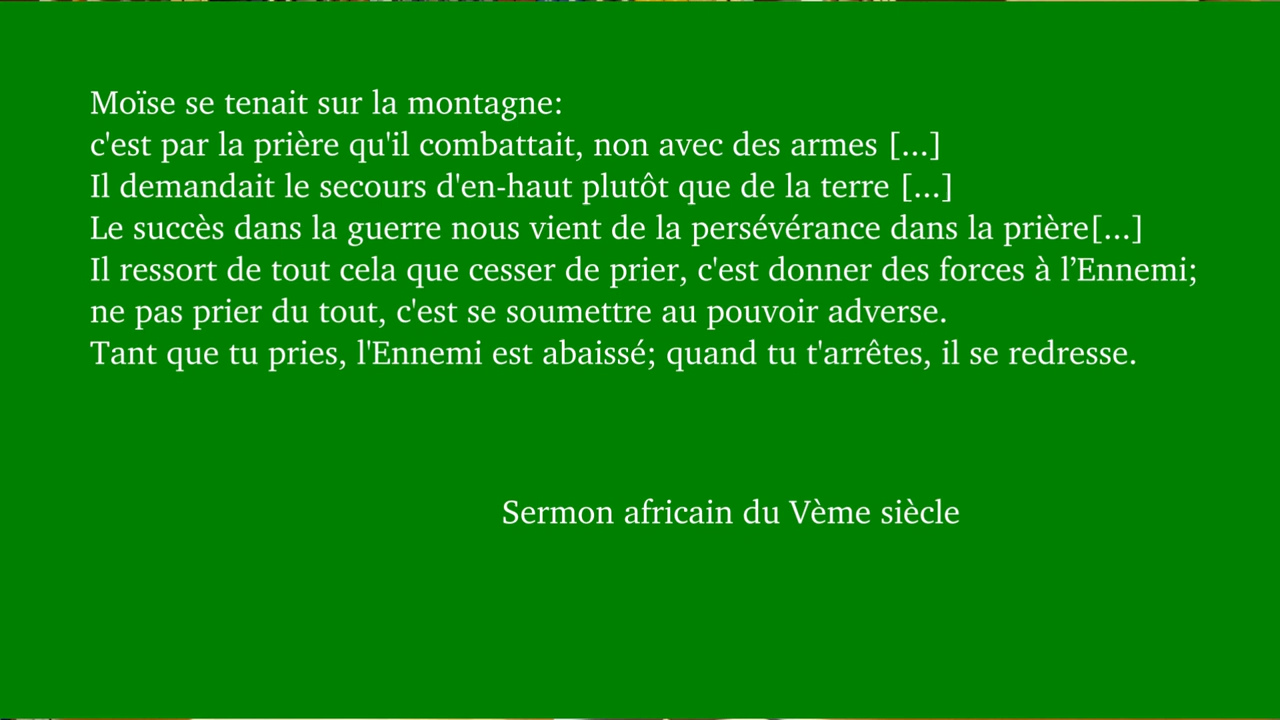 Moïse se tenait sur la montagne:
c'est par la prière qu'il combattait, non avec des armes [...]
Il demandait le secours d'en-haut plutôt que de la terre [...]
Le succès dans la guerre nous vient de la persévérance dans la prière[...]
Il ressort de tout cela que cesser de prier, c'est donner des forces à l’Ennemi;
ne pas prier du tout, c'est se soumettre au pouvoir adverse.
Tant que tu pries, l'Ennemi est abaissé; quand tu t'arrêtes, il se redresse.
Sermon africain du Vème siècle